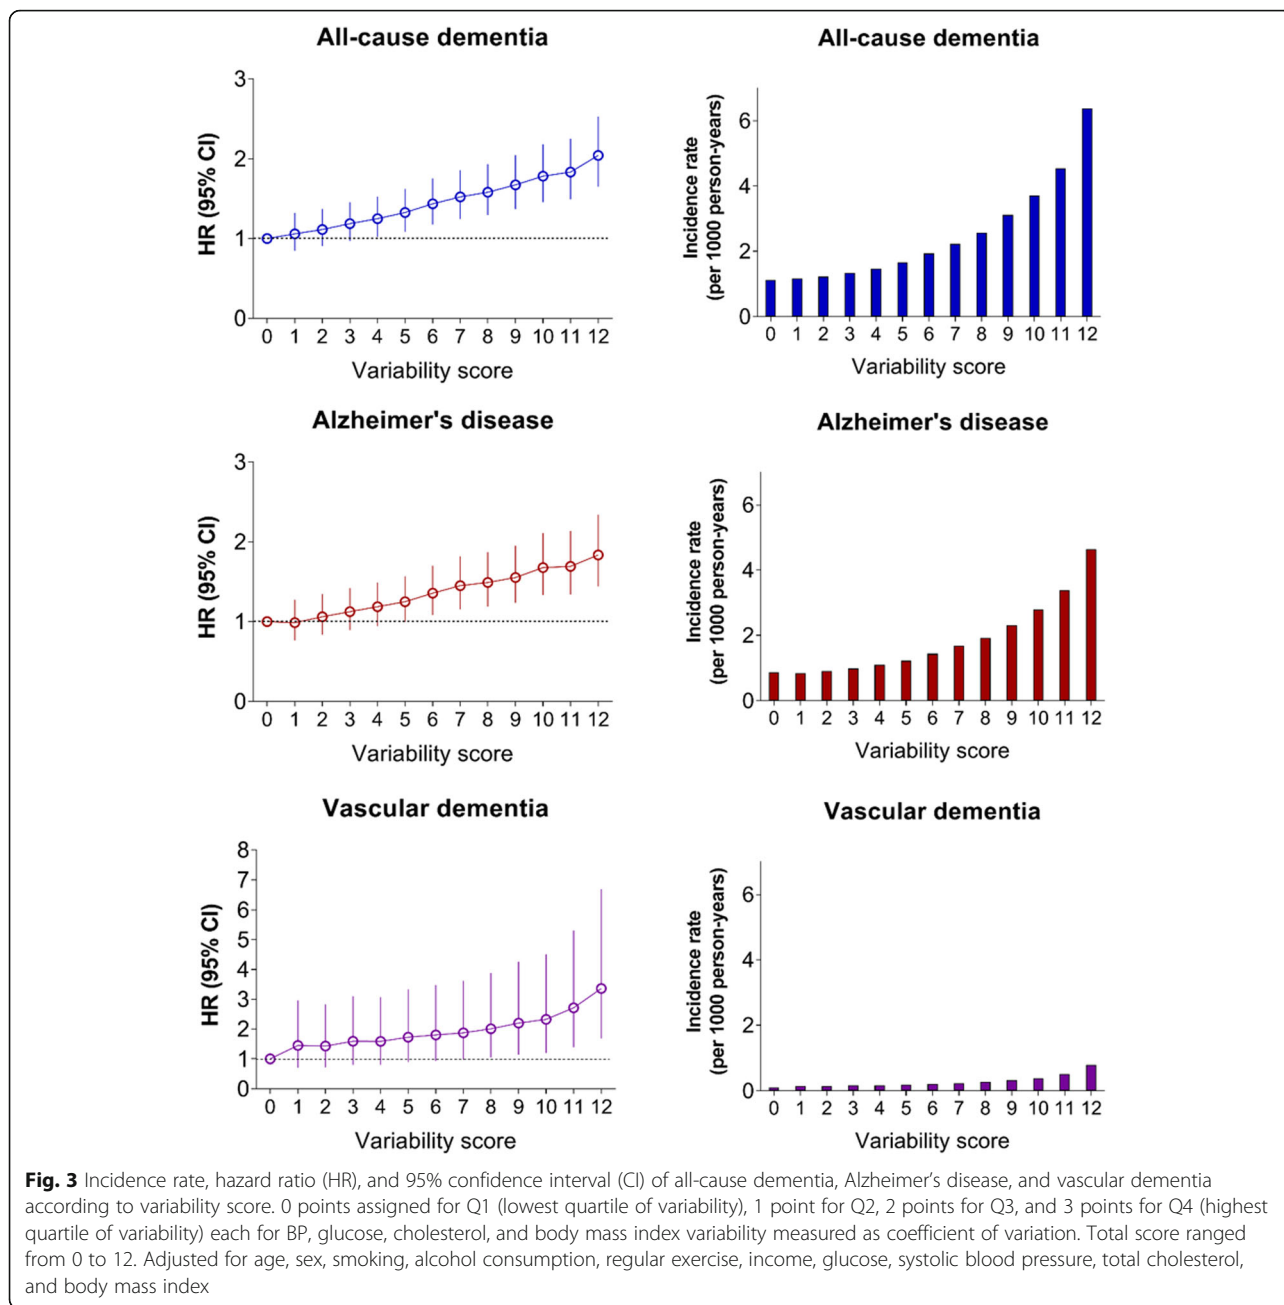 All-cause dementia
HR (95% CI)
3
2
1
0
0 1 2 3 4 5 6 7 8 9 10 11 12
Variability score
All-cause dementia
Incidence rate
(per 1000 person-years)
6
4
2
0
0 1 2 3 4 5 6 7 8 9 10 11 12
Variability score
Alzheimer's disease
HR (95% CI)
3
2
1
0
0 1 2 3 4 5 6 7 8 9 10 11 12
Variability score
Alzheimer's disease
Incidence rate
(per 1000 person-years)
6
4
2
0
0 1 2 3 4 5 6 7 8 9 10 11 12
Variability score
Vascular dementia
HR (95% CI)
8
7
6
5
4
3
2
1
0
0 1 2 3 4 5 6 7 8 9 10 11 12
Variability score
Vascular dementia
Incidence rate
(per 1000 person-years)
6
4
2
0
0 1 2 3 4 5 6 7 8 9 10 11 12
Variability score
Fig. 3 Incidence rate, hazard ratio (HR), and 95% confidence interval (CI) of all-cause dementia, Alzheimer's disease, and vascular dementia
according to variability score. 0 points assigned for Q1 (lowest quartile of variability), 1 point for Q2, 2 points for Q3, and 3 points for Q4 (highest
quartile of variability) each for BP, glucose, cholesterol, and body mass index variability measured as coefficient of variation. Total score ranged
from 0 to 12. Adjusted for age, sex, smoking, alcohol consumption, regular exercise, income, glucose, systolic blood pressure, total cholesterol,
and body mass index